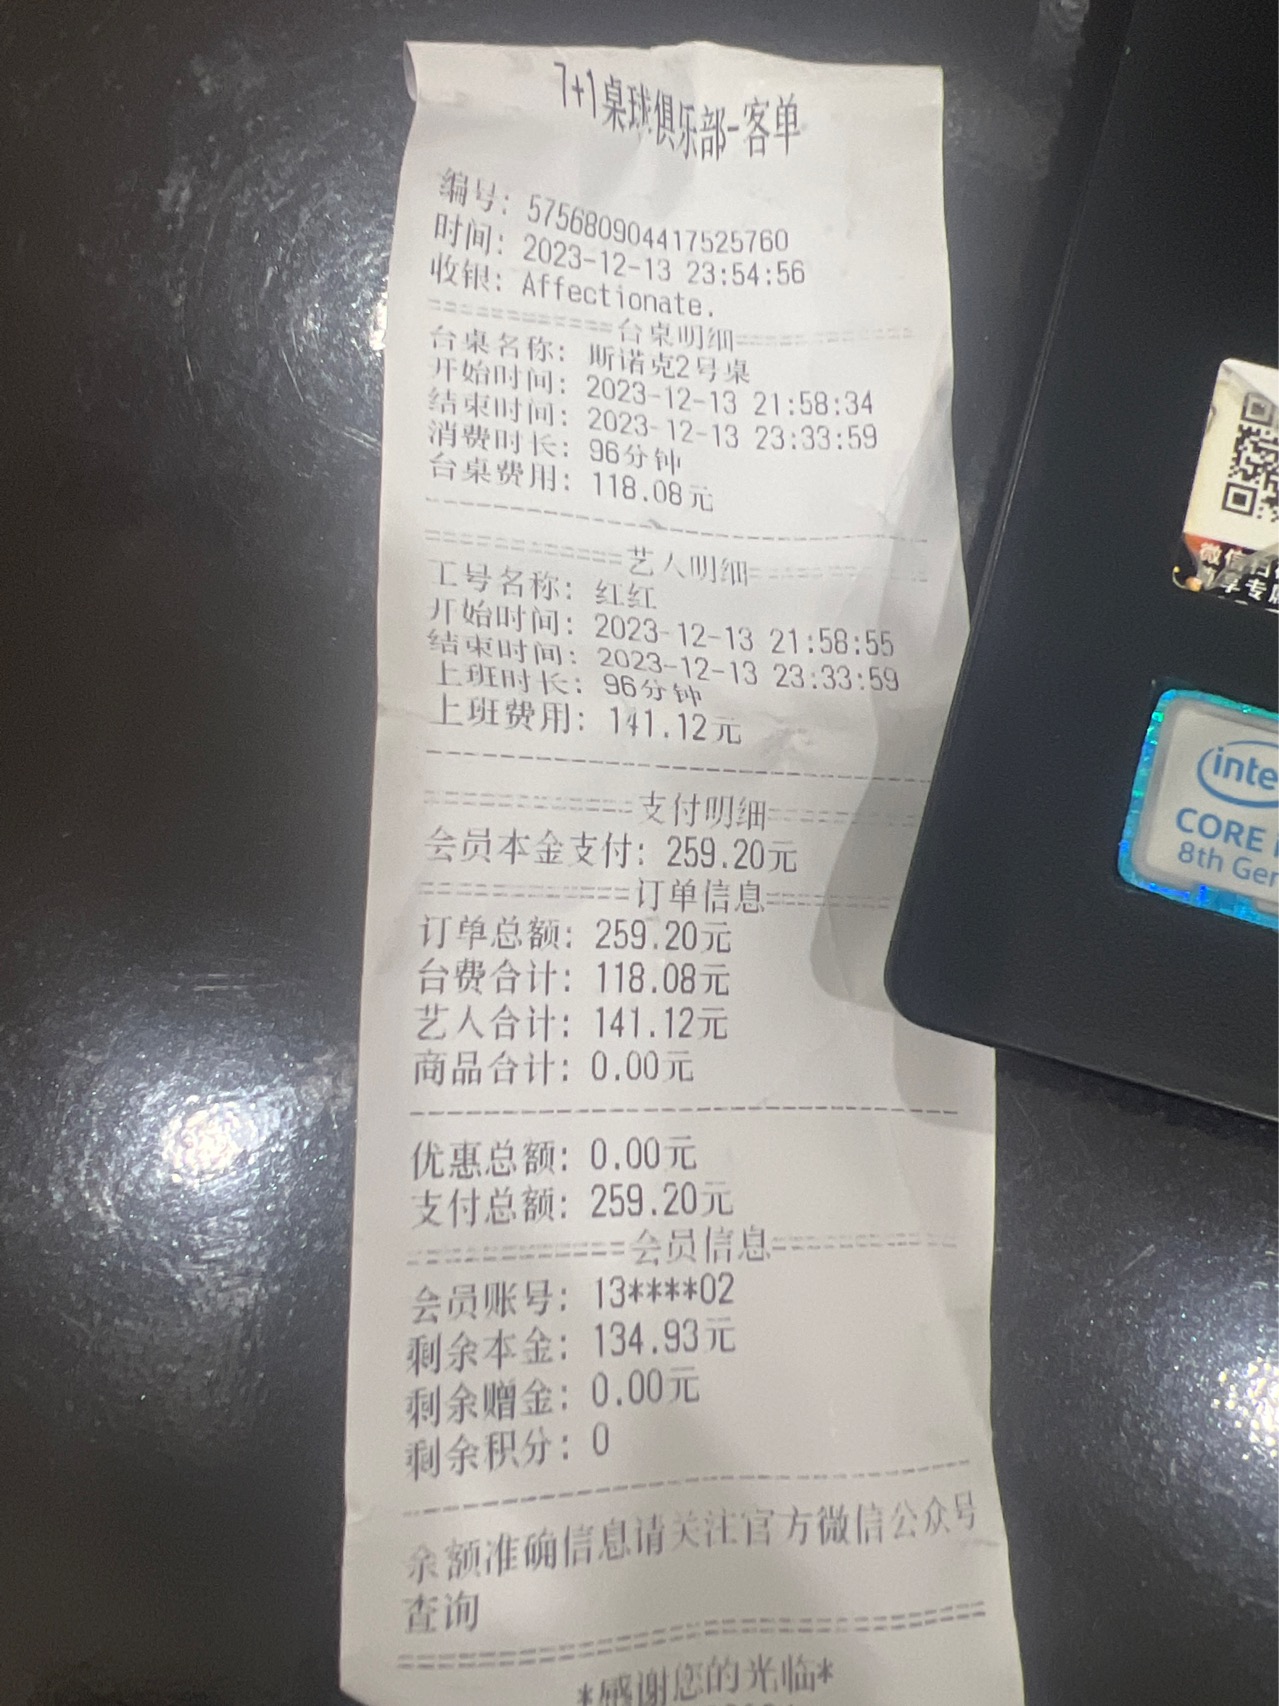 7+1桌球俱乐部-客单
编号: 575680904417525760
时间: 2023-12-13 23:54:56
收银: Affectionate.
===========台桌明细===========
台桌名称: 斯诺克2号桌
开始时间: 2023-12-13 21:58:34
结束时间: 2023-12-13 23:33:59
消费时长: 96分钟
台桌费用: 118.08元
===========艺人明细===========
工号名称: 红红
开始时间: 2023-12-13 21:58:55
结束时间: 2023-12-13 23:33:59
上班时长: 96分钟
上班费用: 141.12元
===========支付明细===========
会员本金支付: 259.20元
===========订单信息===========
订单总额: 259.20元
台费合计: 118.08元
艺人合计: 141.12元
商品合计: 0.00元
优惠总额: 0.00元
支付总额: 259.20元
===========会员信息===========
会员账号: 13****02
剩余本金: 134.93元
剩余赠金: 0.00元
剩余积分: 0
余额准确信息请关注官方微信公众号
查询
*感谢您的光临*
微信
享专
inte
CORE
8th Gen